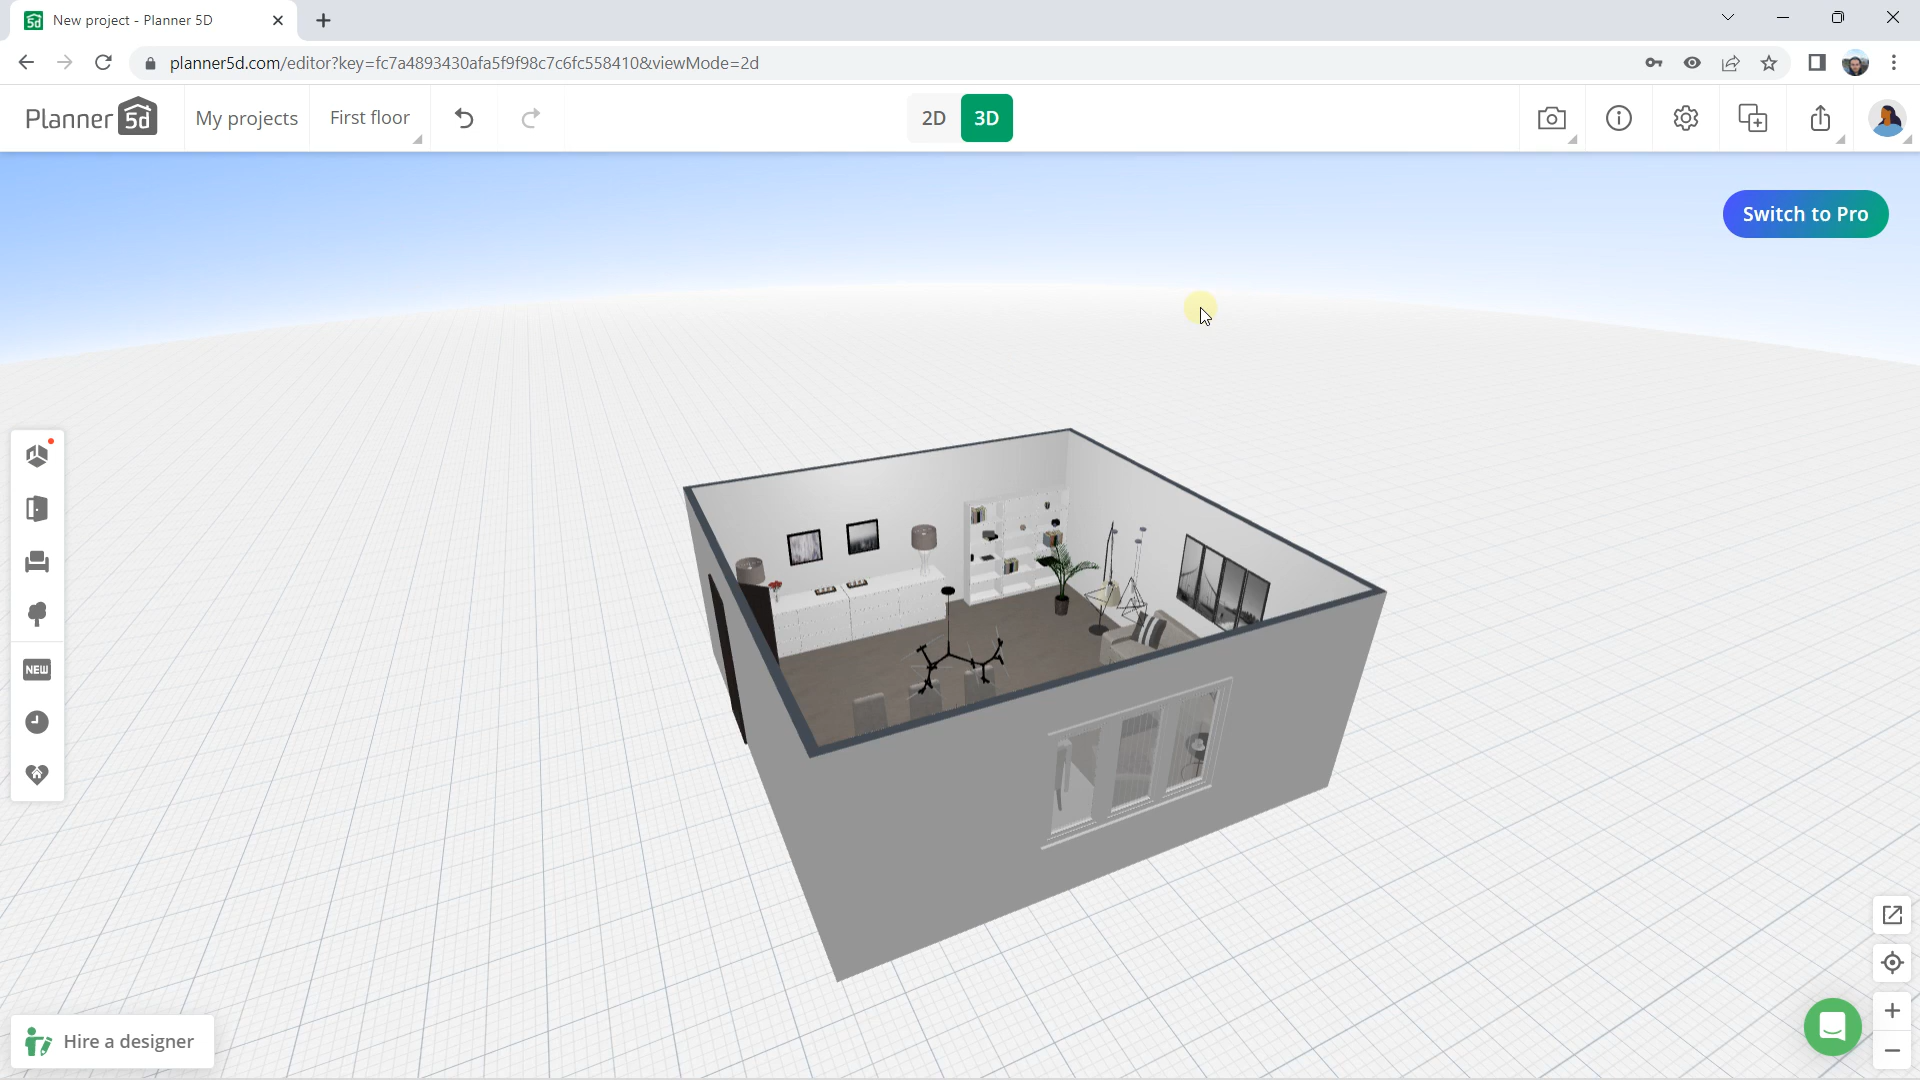 New project - Planner 5D
planner5d.com/editor?key=fc7a4893430afa5f9f98c7c6fc558410&viewMode=2d
Planner 5d
My projects
First floor
2D
3D
Switch to Pro
NEW
Hire a designer